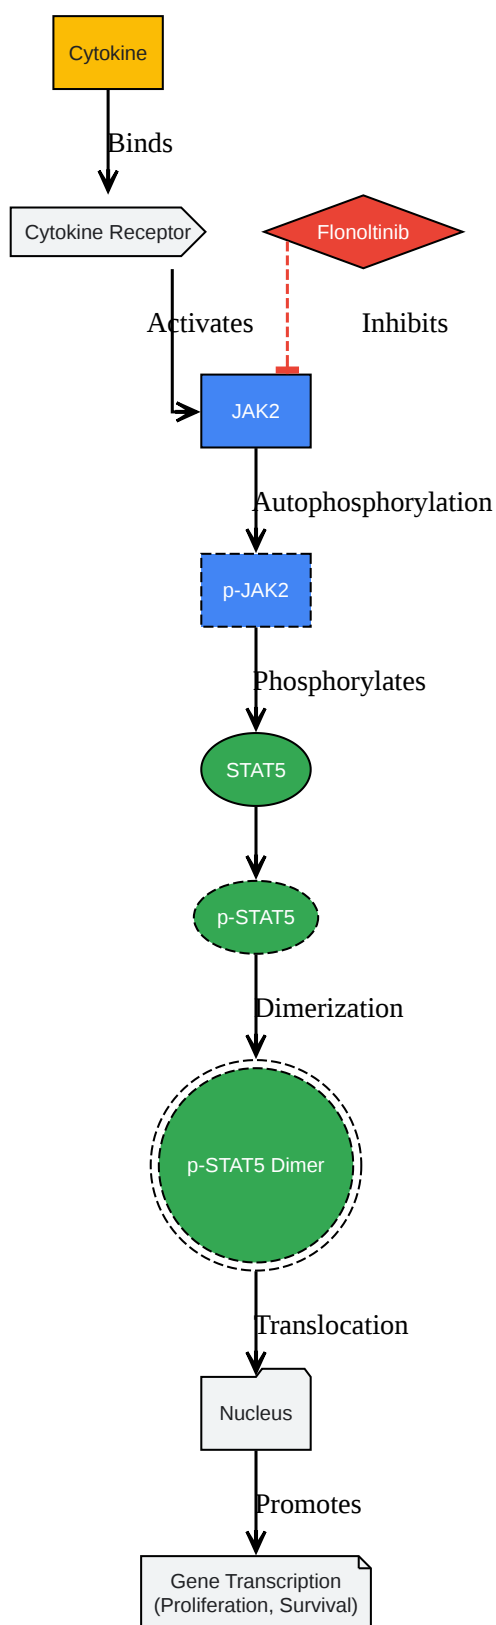 Cytokine
Binds
Cytokine Receptor
Flonoltinib
Activates
Inhibits
JAK2
Autophosphorylation
p-JAK2
Phosphorylates
STAT5
p-STAT5
Dimerization
p-STAT5 Dimer
Translocation
Nucleus
Promotes
Gene Transcription
(Proliferation, Survival)